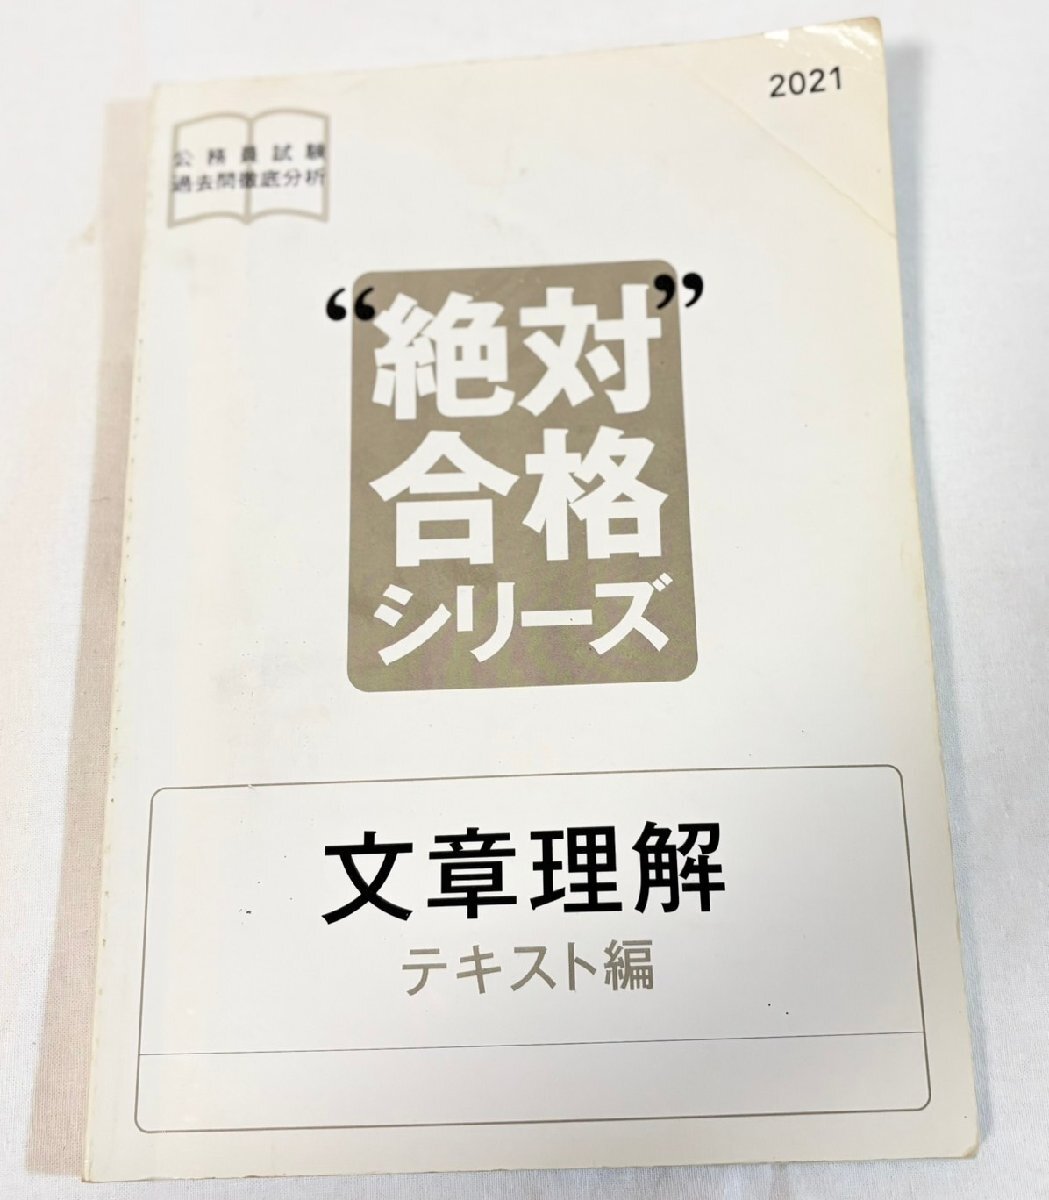 2021
公務員試験
過去問徹底分析
“絶対”
合格
シリーズ
文章理解
テキスト編